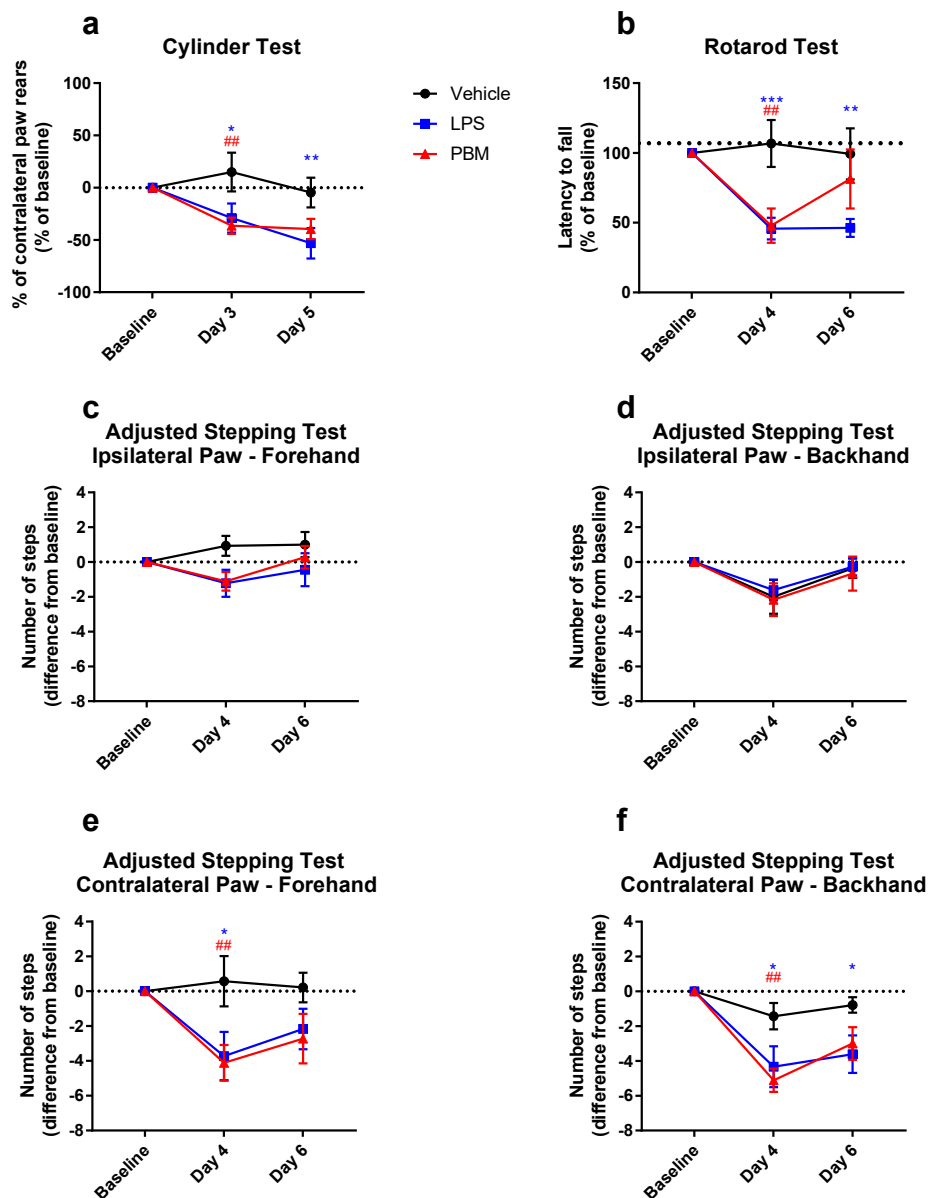 a
Cylinder Test
% of contralateral paw rears
(% of baseline)
100
50
0
-50
-100
*
##
**
Baseline
Day 3
Day 5
Vehicle
LPS
PBM
b
Rotarod Test
Latency to fall
(% of baseline)
150
100
50
0
***
##
**
Baseline
Day 4
Day 6
c
Adjusted Stepping Test
Ipsilateral Paw - Forehand
Number of steps
(difference from baseline)
4
2
0
-2
-4
-6
-8
Baseline
Day 4
Day 6
d
Adjusted Stepping Test
Ipsilateral Paw - Backhand
Number of steps
(difference from baseline)
4
2
0
-2
-4
-6
-8
Baseline
Day 4
Day 6
e
Adjusted Stepping Test
Contralateral Paw - Forehand
Number of steps
(difference from baseline)
4
2
0
-2
-4
-6
-8
*
##
Baseline
Day 4
Day 6
f
Adjusted Stepping Test
Contralateral Paw - Backhand
Number of steps
(difference from baseline)
4
2
0
-2
-4
-6
-8
*
##
*
Baseline
Day 4
Day 6